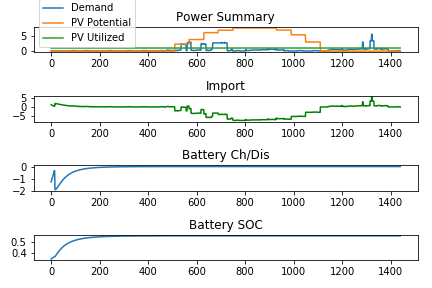 Power Summary
Demand
PV Potential
PV Utilized
5
0
0 200 400 600 800 1000 1200 1400
Import
5
0
−5
0 200 400 600 800 1000 1200 1400
Battery Ch/Dis
0
−1
−2
0 200 400 600 800 1000 1200 1400
Battery SOC
0.5
0.4
0 200 400 600 800 1000 1200 1400